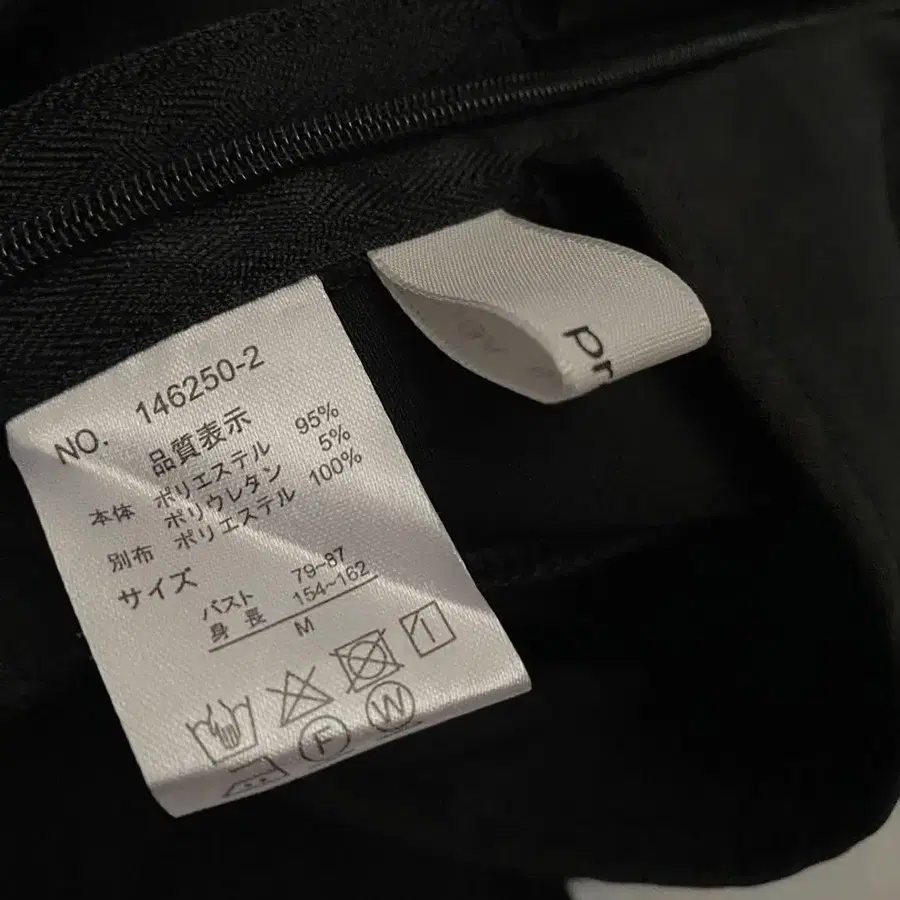 NO. 146250-2
品質表示
本体 ポリエステル 95%
ポリウレタン 5%
別布 ポリエステル 100%
サイズ
バスト 79~87
身長 154~162
M
F W
pr